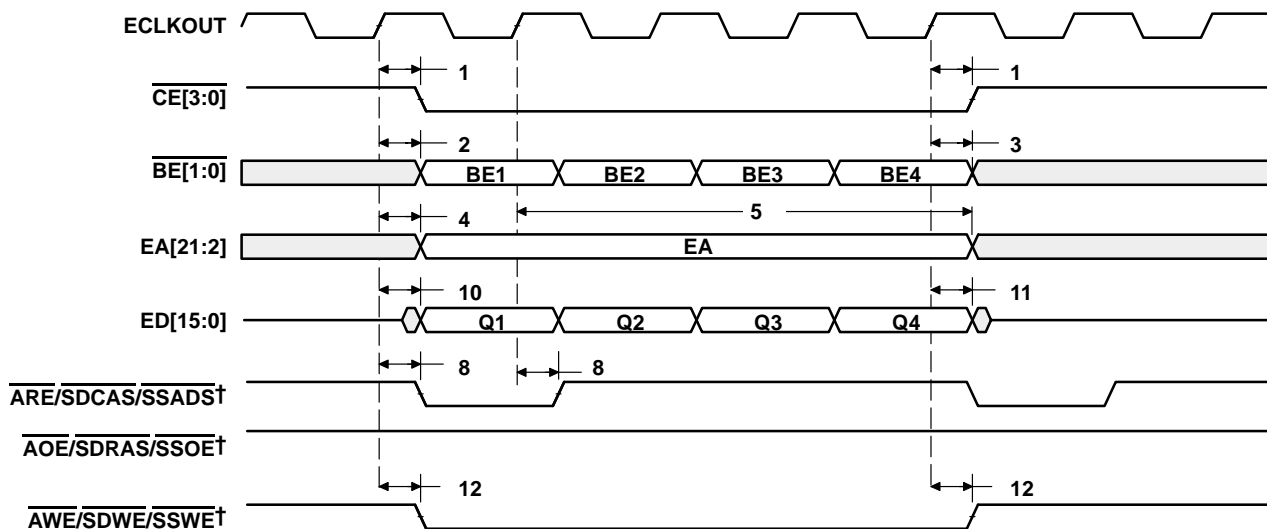 ECLKOUT
1 1
CE[3:0]
2 3
BE[1:0] BE1 BE2 BE3 BE4
4 5
EA[21:2] EA
10 11
ED[15:0] Q1 Q2 Q3 Q4
8 8
ARE/SDCAS/SSADS†
AOE/SDRAS/SSOE†
12 12
AWE/SDWE/SSWE†